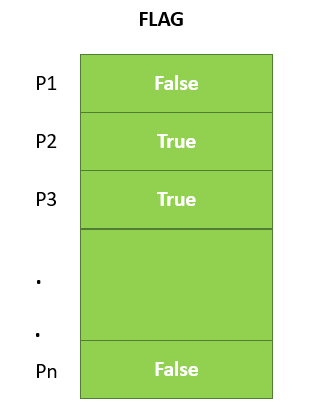 FLAG
P1 False
P2 True
P3 True
.
.
Pn False